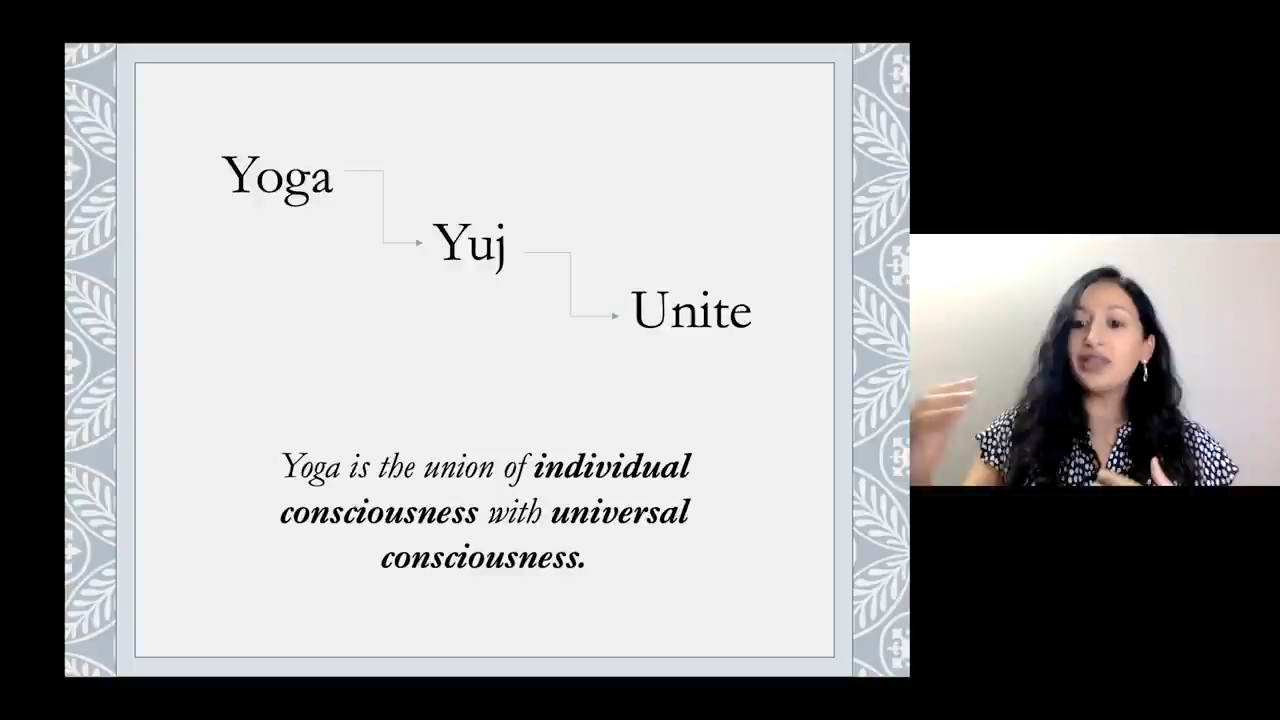 Yoga
Yuj
Unite
Yoga is the union of individual
consciousness with universal
consciousness.